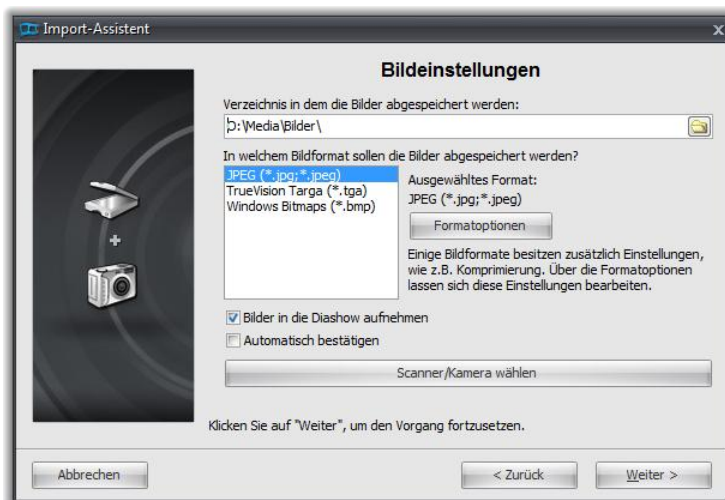 Import-Assistent
Bildeinstellungen
Verzeichnis in dem die Bilder abgespeichert werden:
D:\Media\Bilder\
In welchem Bildformat sollen die Bilder abgespeichert werden?
JPEG (*.jpg;*.jpeg)
TrueVision Targa (*.tga)
Windows Bitmaps (*.bmp)
Ausgewähltes Format:
JPEG (*.jpg;*.jpeg)
Formatoptionen
Einige Bildformate besitzen zusätzlich Einstellungen,
wie z.B. Komprimierung. Über die Formatoptionen
lassen sich diese Einstellungen bearbeiten.
Bilder in die Diashow aufnehmen
Automatisch bestätigen
Scanner/Kamera wählen
Klicken Sie auf "Weiter", um den Vorgang fortzusetzen.
Abbrechen
< Zurück
Weiter >